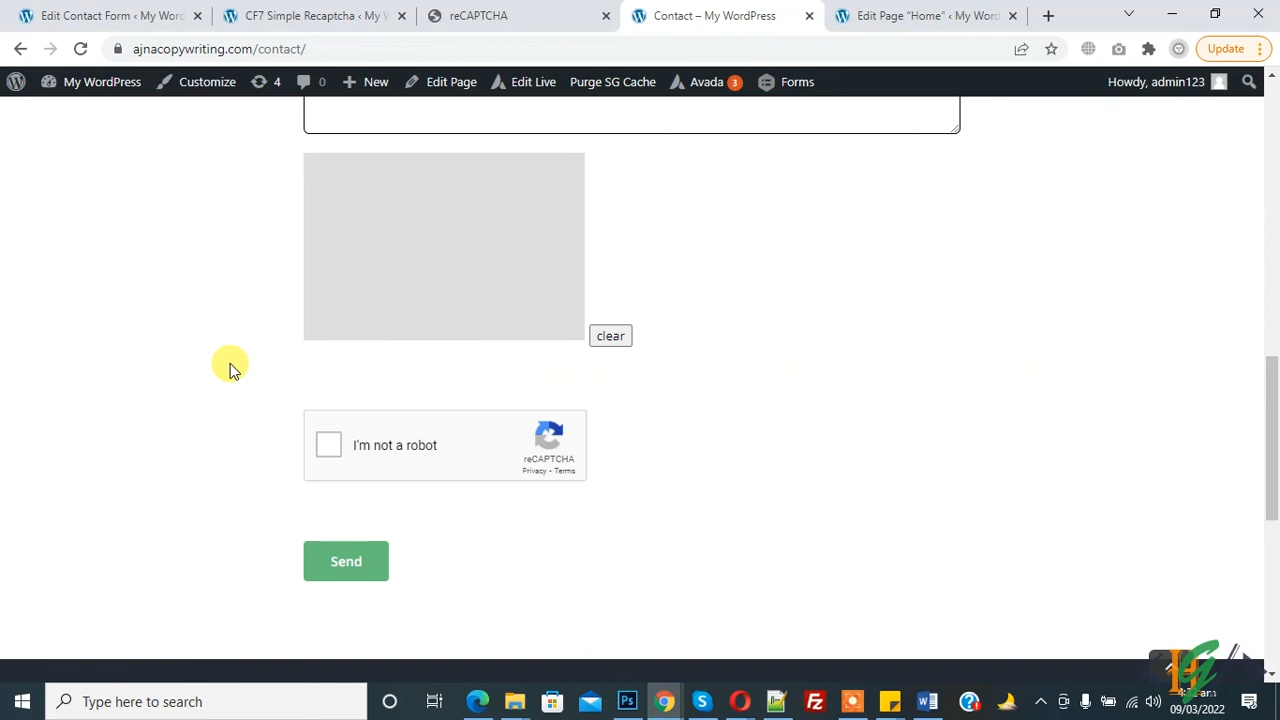 Edit Contact Form ‹ My Word
CF7 Simple Recaptcha ‹ My W
reCAPTCHA
Contact – My WordPress
Edit Page "Home" ‹ My Word
ajnacopywriting.com/contact/
Update
My WordPress
Customize
4
0
New
Edit Page
Edit Live
Purge SG Cache
Avada 3
Forms
Howdy, admin123
clear
I'm not a robot
reCAPTCHA
Privacy - Terms
Send
Type here to search
Ps
09/03/2022